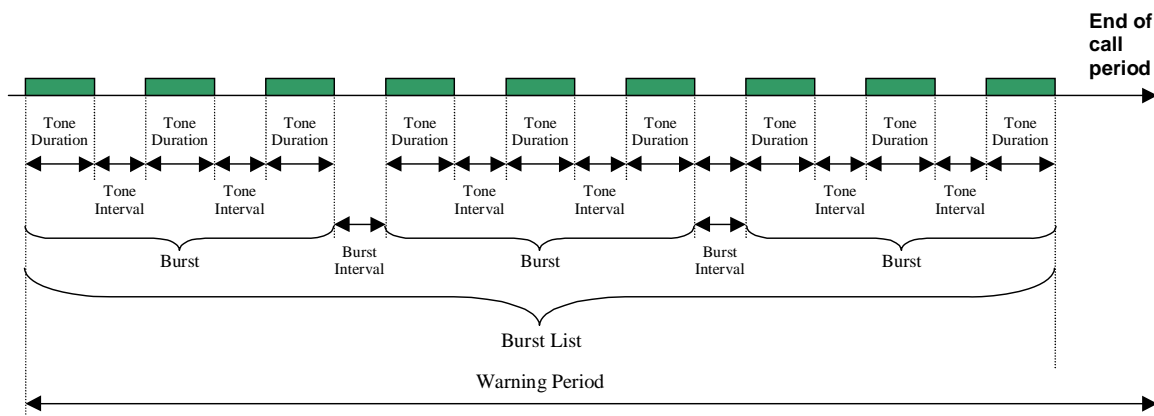 End of
call
period
Tone
Duration
Tone
Duration
Tone
Duration
Tone
Duration
Tone
Duration
Tone
Duration
Tone
Duration
Tone
Duration
Tone
Duration
Tone
Interval
Tone
Interval
Tone
Interval
Tone
Interval
Tone
Interval
Tone
Interval
Burst
Burst
Interval
Burst
Burst
Interval
Burst
Burst List
Warning Period